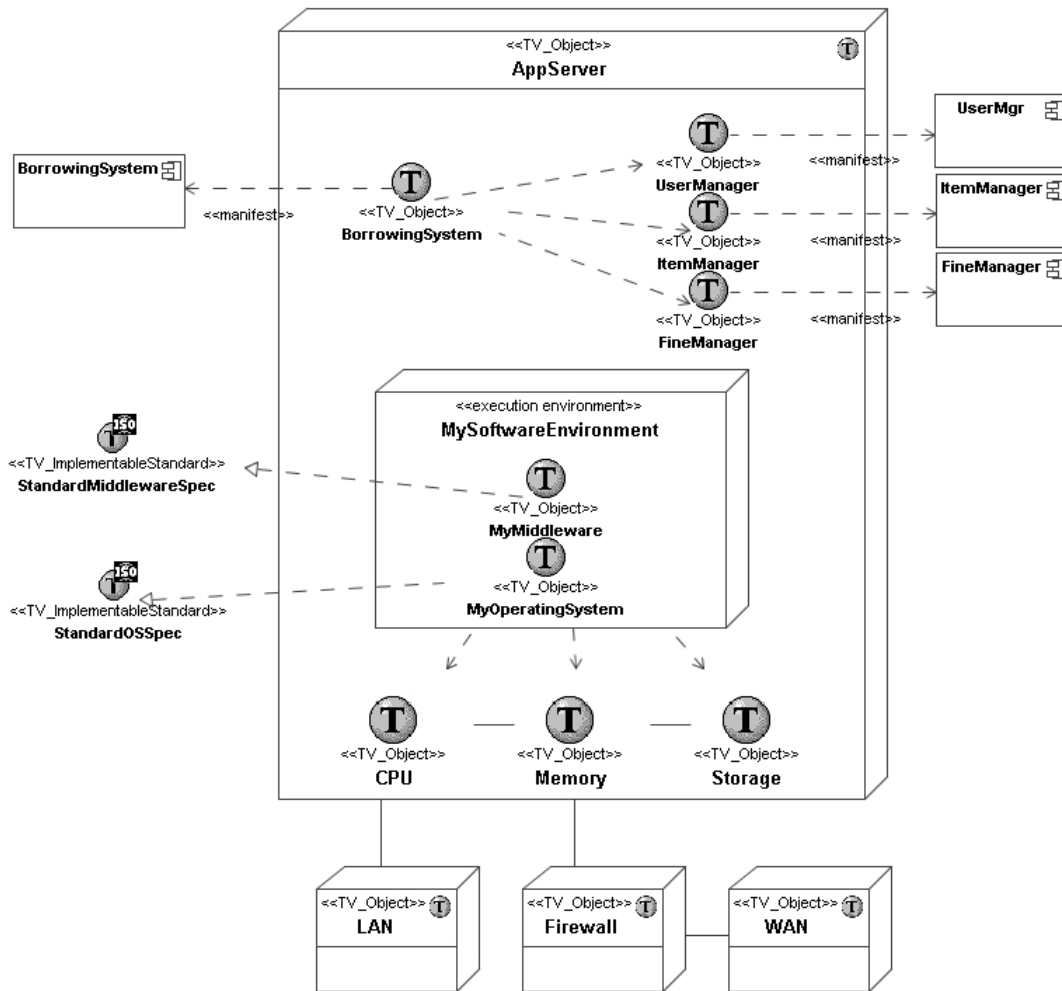 <<TV_Object>>
T
AppServer
UserMgr
T
<<manifest>>
<<TV_Object>>
UserManager
BorrowingSystem
T
<<manifest>>
<<TV_Object>>
BorrowingSystem
ItemManager
T
<<manifest>>
<<TV_Object>>
ItemManager
FineManager
T
<<manifest>>
<<TV_Object>>
FineManager
<<execution environment>>
MySoftwareEnvironment
T ISO
<<TV_ImplementableStandard>>
StandardMiddlewareSpec
T
<<TV_Object>>
MyMiddleware
T ISO
<<TV_ImplementableStandard>>
StandardOSSpec
T
<<TV_Object>>
MyOperatingSystem
T
<<TV_Object>>
CPU
T
<<TV_Object>>
Memory
T
<<TV_Object>>
Storage
<<TV_Object>> T
LAN
<<TV_Object>> T
Firewall
<<TV_Object>> T
WAN